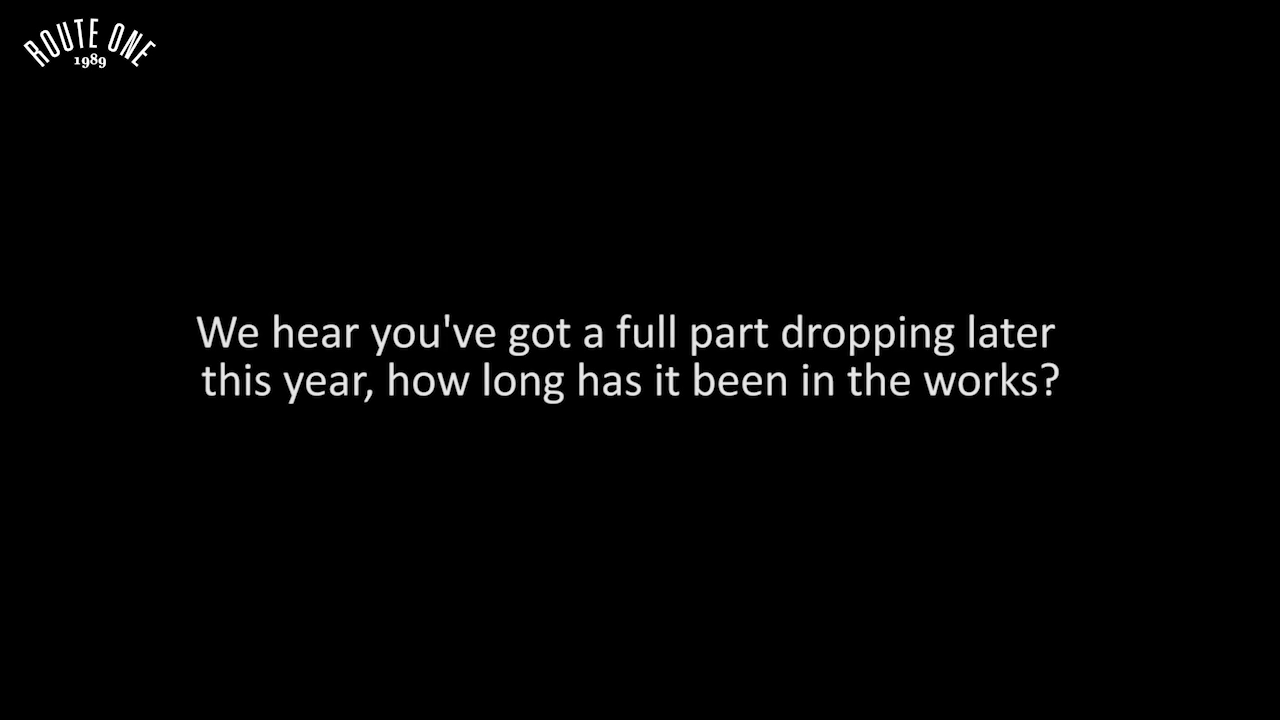 ROUTE ONE
1989
We hear you've got a full part dropping later
this year, how long has it been in the works?